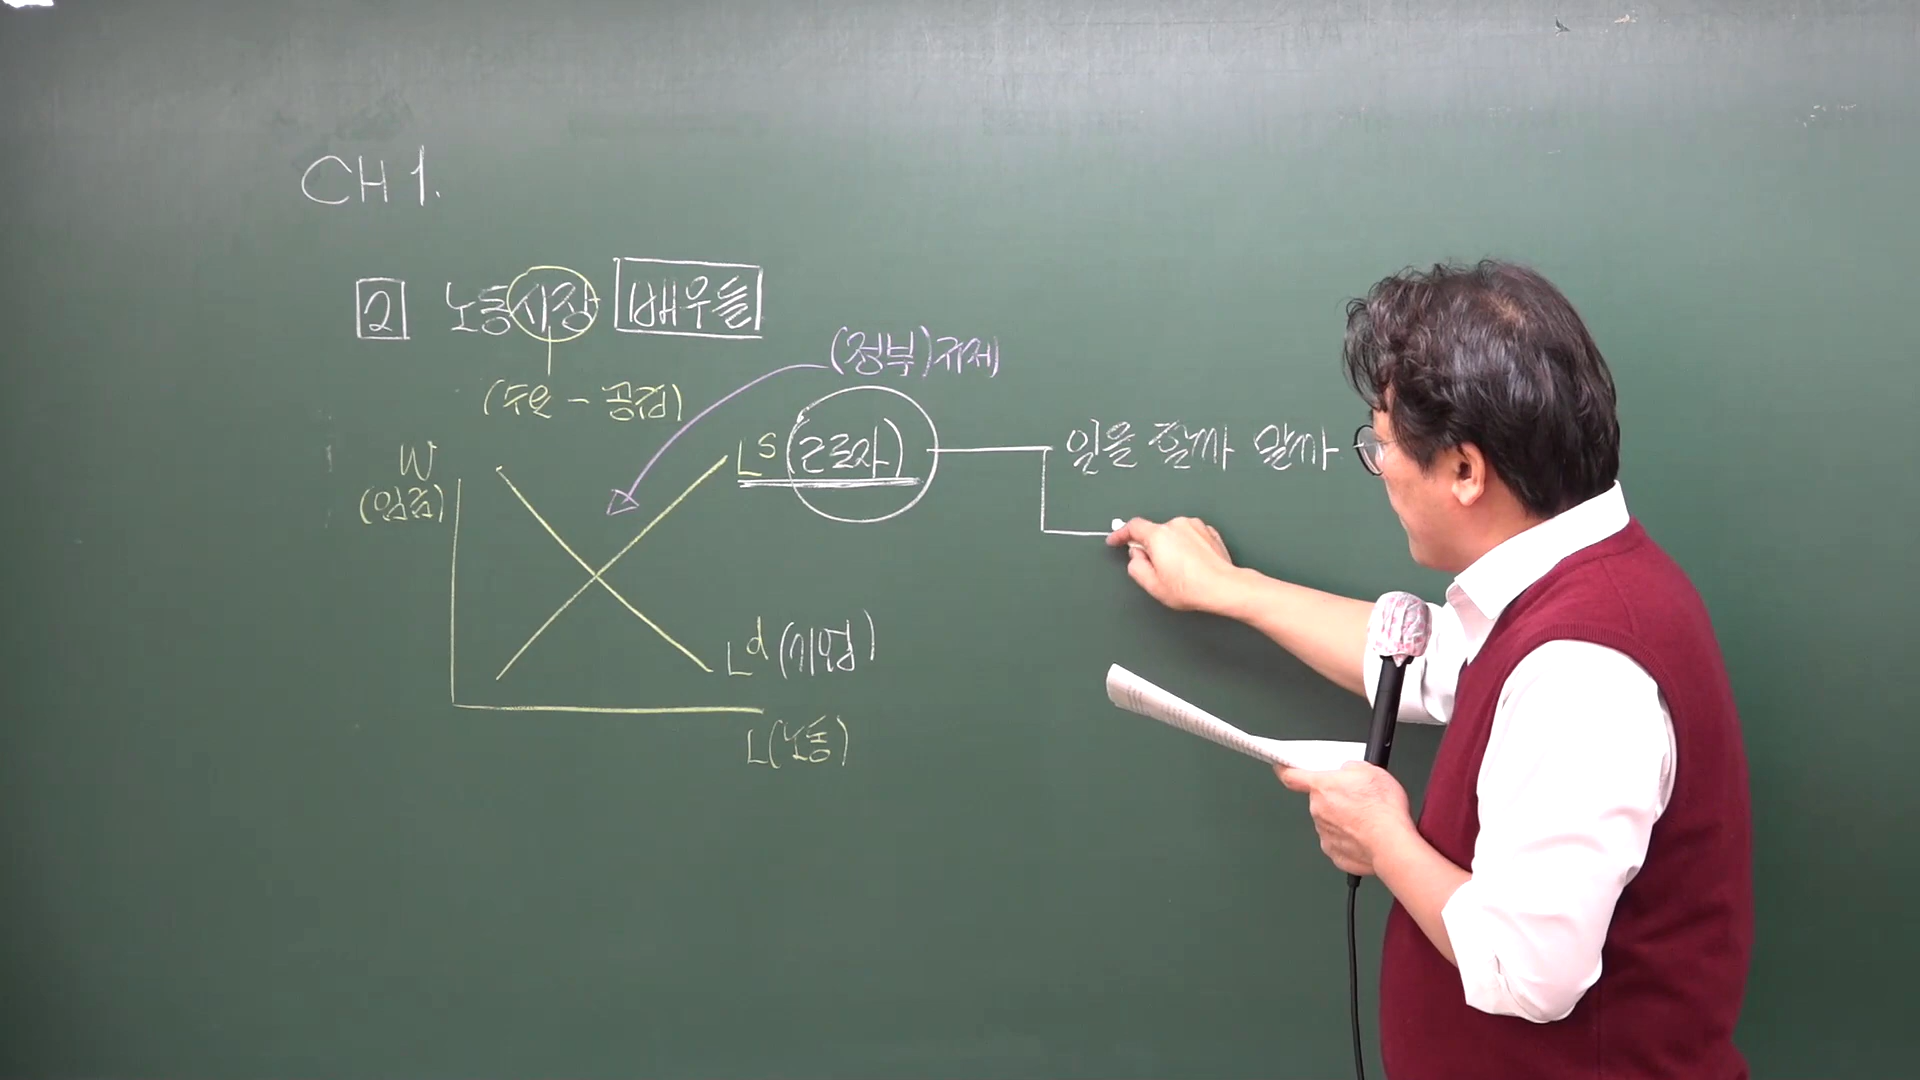 CH 1.
2 노동시장 배우들
(수요 - 공급)
(정부)규제
W
(임금)
L^s (근로자)
일을 할까 말까
L^d (기업)
L(노동)